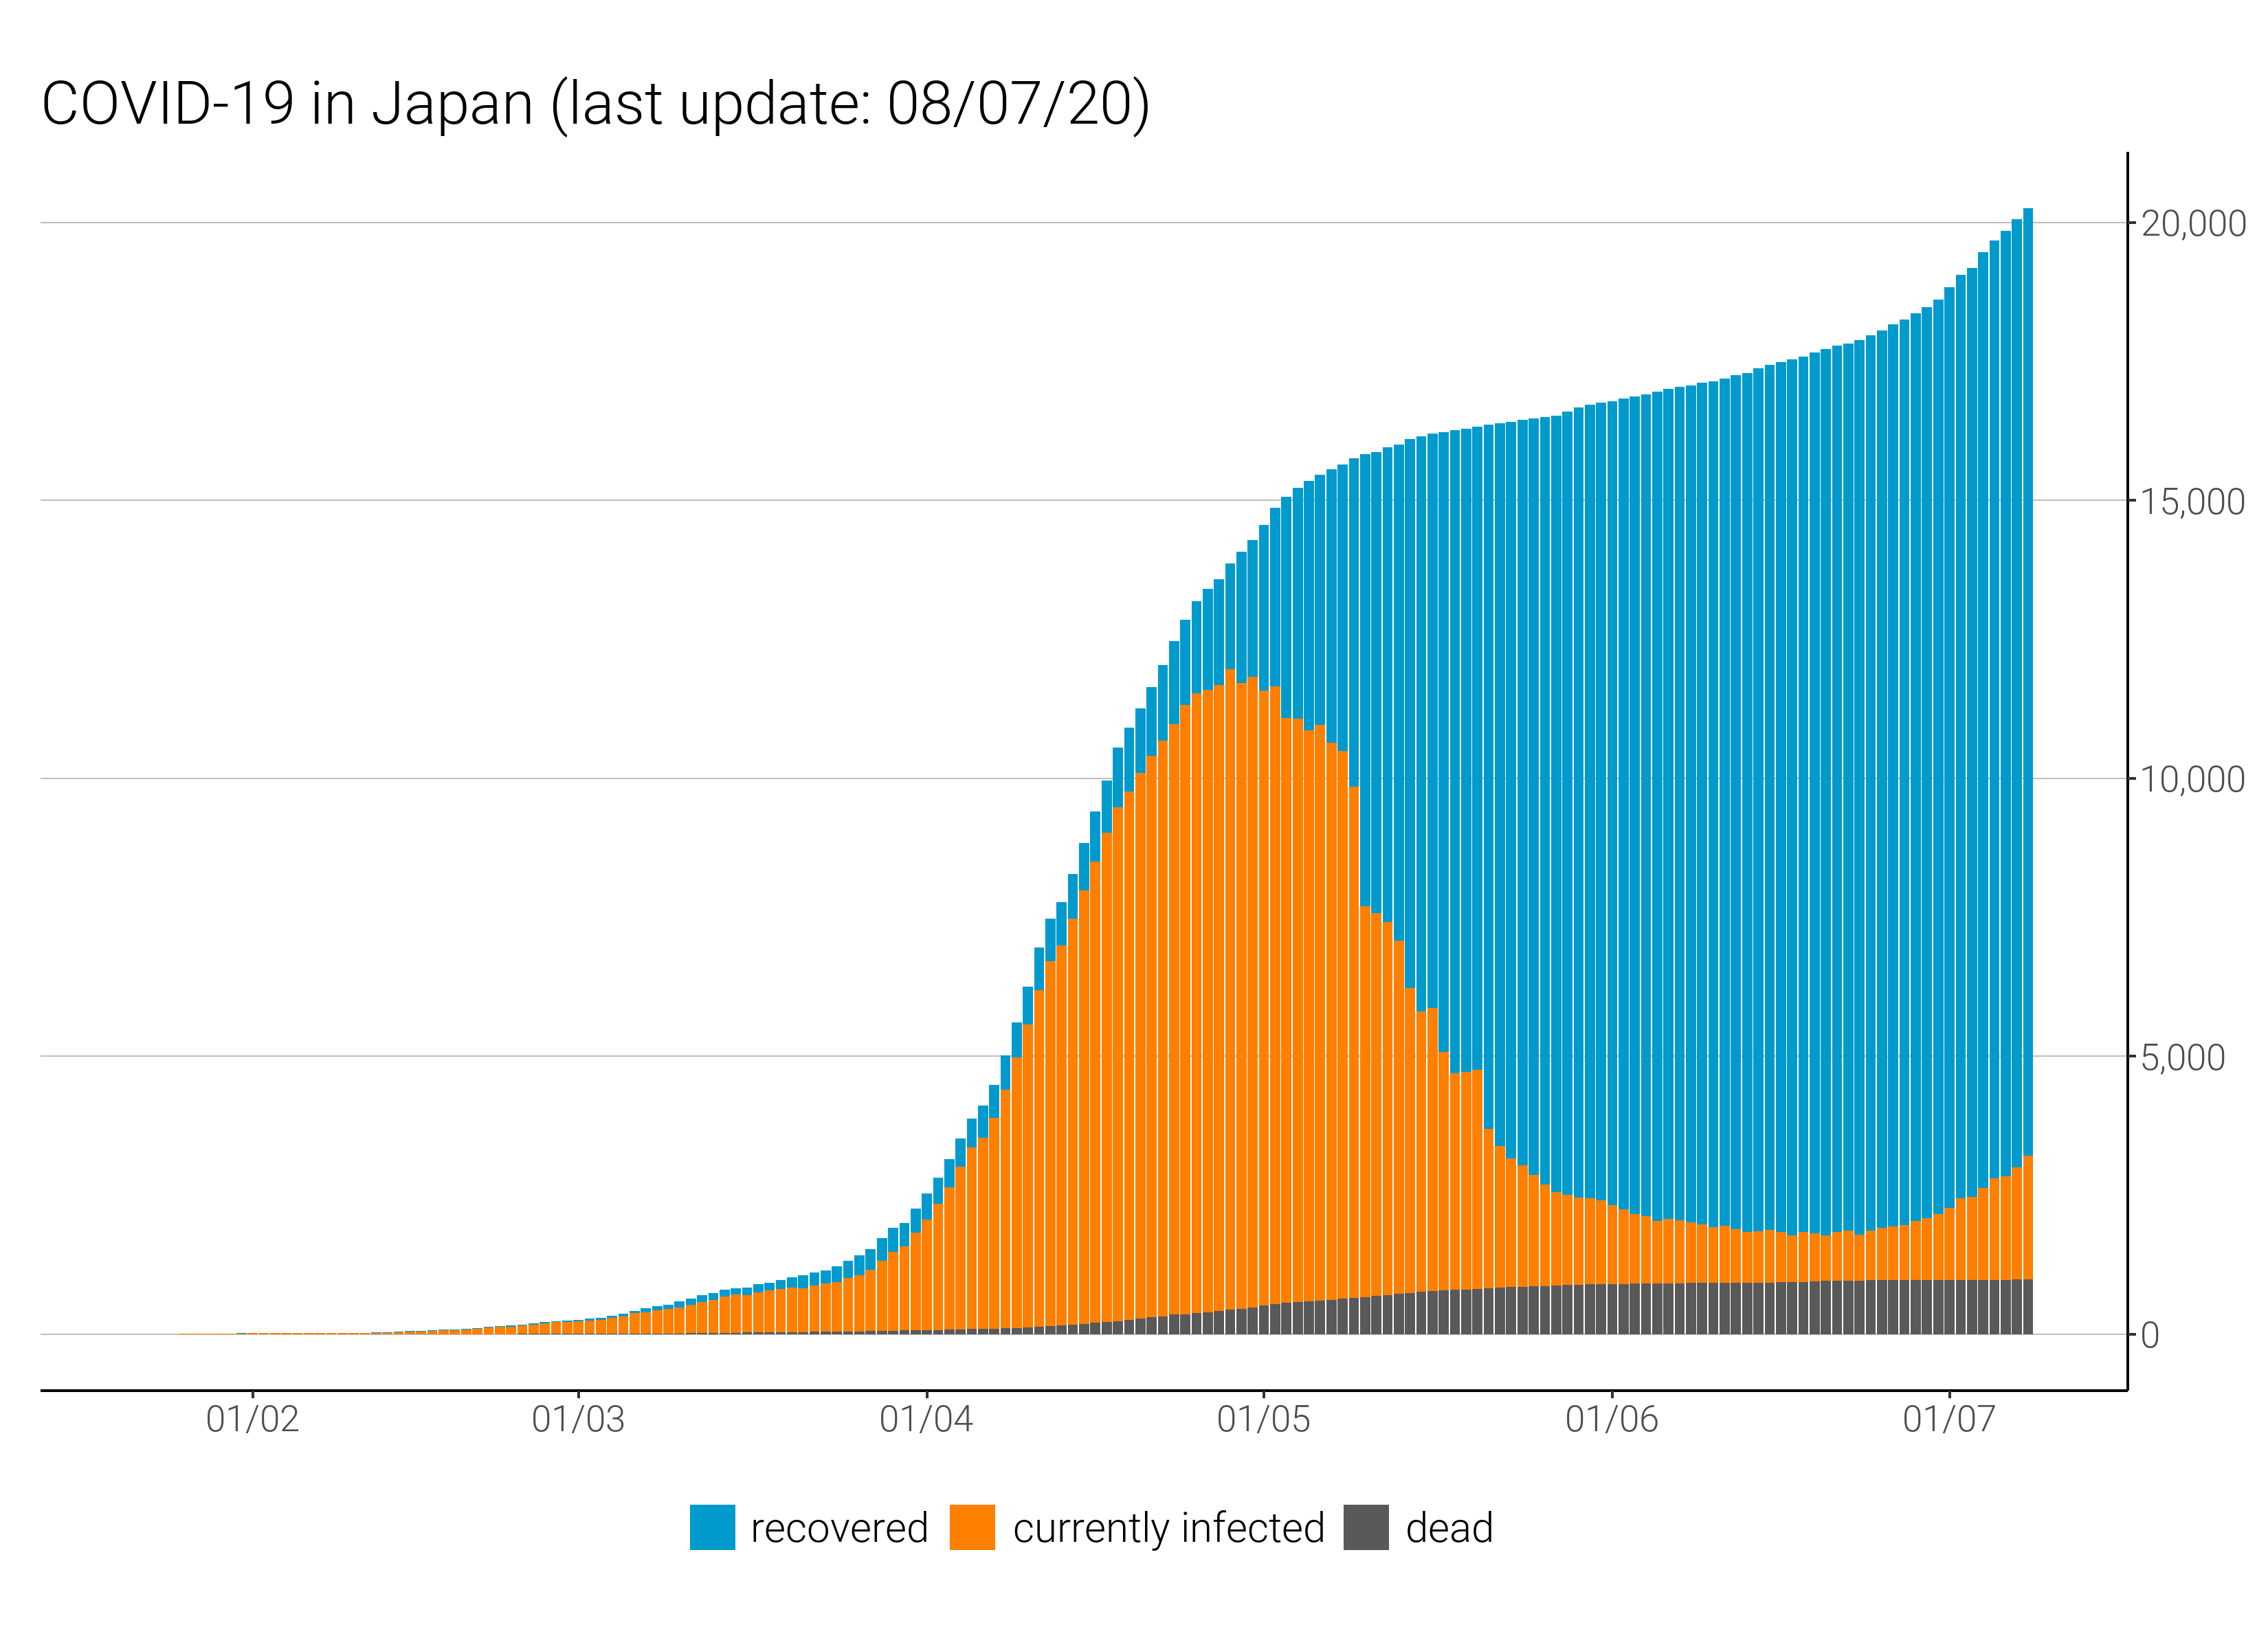 COVID-19 in Japan (last update: 08/07/20)
20,000
15,000
10,000
5,000
0
01/02 01/03 01/04 01/05 01/06 01/07
recovered currently infected dead